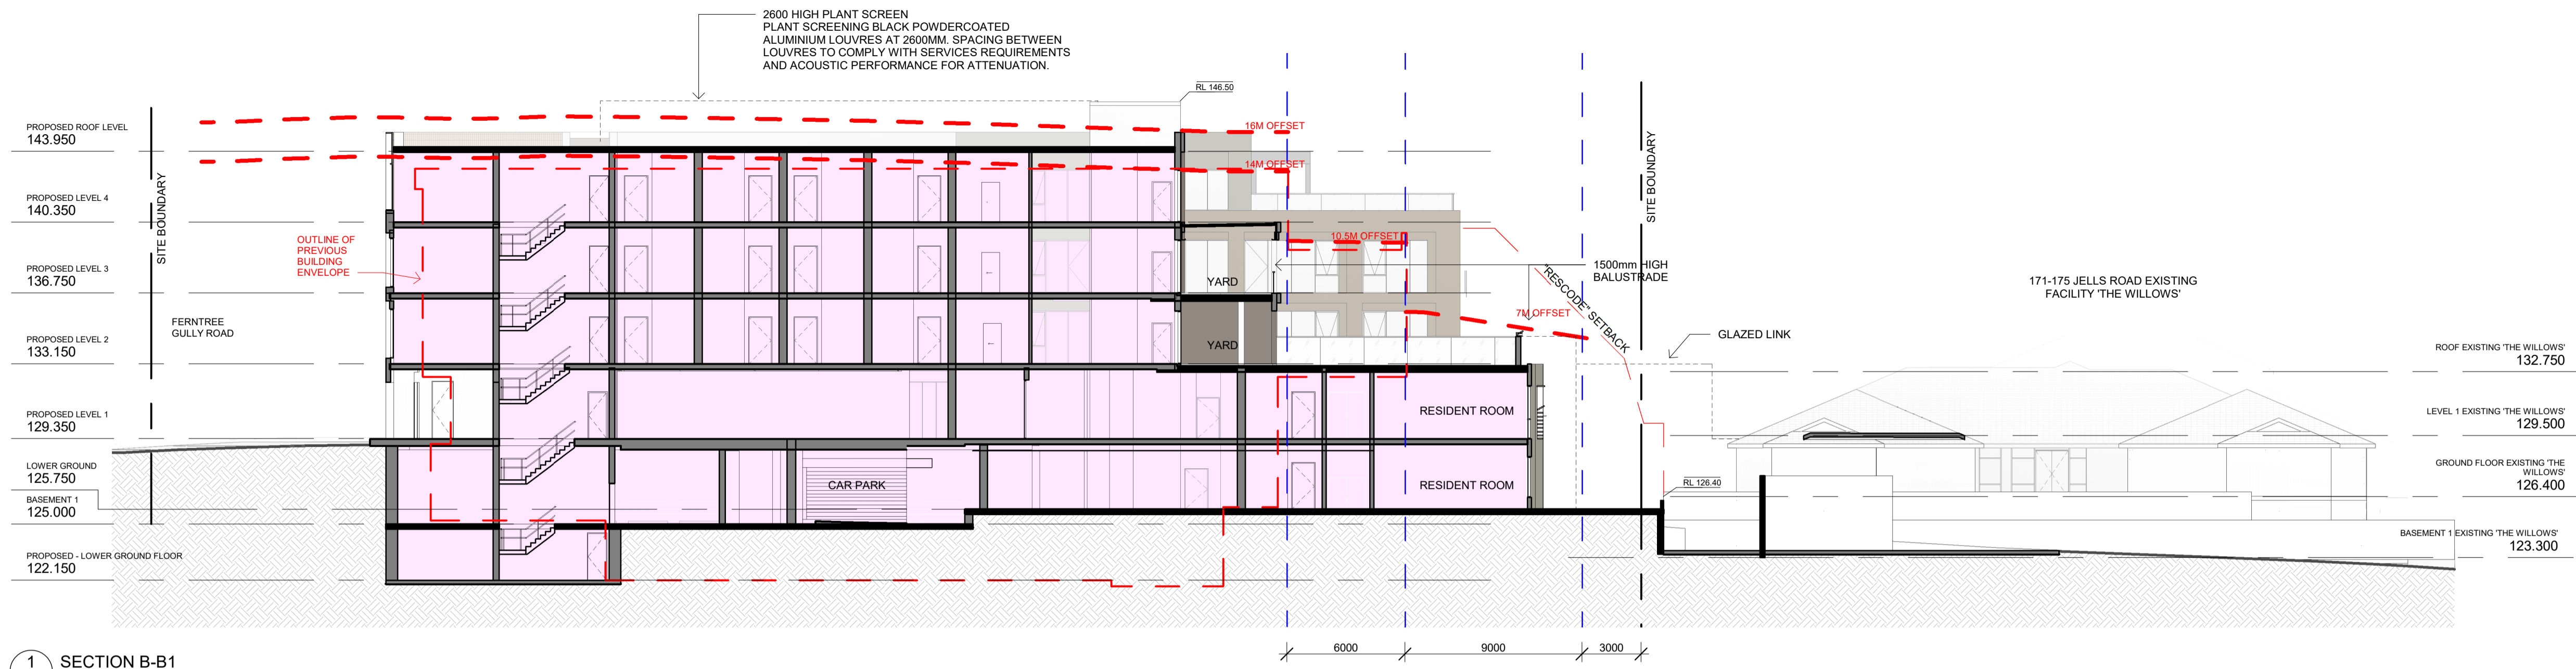 2600 HIGH PLANT SCREEN
PLANT SCREENING BLACK POWDERCOATED
ALUMINIUM LOUVRES AT 2600MM. SPACING BETWEEN
LOUVRES TO COMPLY WITH SERVICES REQUIREMENTS
AND ACOUSTIC PERFORMANCE FOR ATTENUATION.
RL 146.50
PROPOSED ROOF LEVEL
143.950
PROPOSED LEVEL 4
140.350
PROPOSED LEVEL 3
136.750
PROPOSED LEVEL 2
133.150
PROPOSED LEVEL 1
129.350
LOWER GROUND
125.750
BASEMENT 1
125.000
PROPOSED - LOWER GROUND FLOOR
122.150
SITE BOUNDARY
FERNTREE
GULLY ROAD
OUTLINE OF
PREVIOUS
BUILDING
ENVELOPE
16M OFFSET
14M OFFSET
10.5M OFFSET
7M OFFSET
YARD
YARD
1500mm HIGH
BALUSTRADE
"RESCODE" SETBACK
SITE BOUNDARY
GLAZED LINK
RESIDENT ROOM
RESIDENT ROOM
CAR PARK
RL 126.40
171-175 JELLS ROAD EXISTING
FACILITY 'THE WILLOWS'
ROOF EXISTING 'THE WILLOWS'
132.750
LEVEL 1 EXISTING 'THE WILLOWS'
129.500
GROUND FLOOR EXISTING 'THE
WILLOWS'
126.400
BASEMENT 1 EXISTING 'THE WILLOWS'
123.300
6000
9000
3000
1
SECTION B-B1